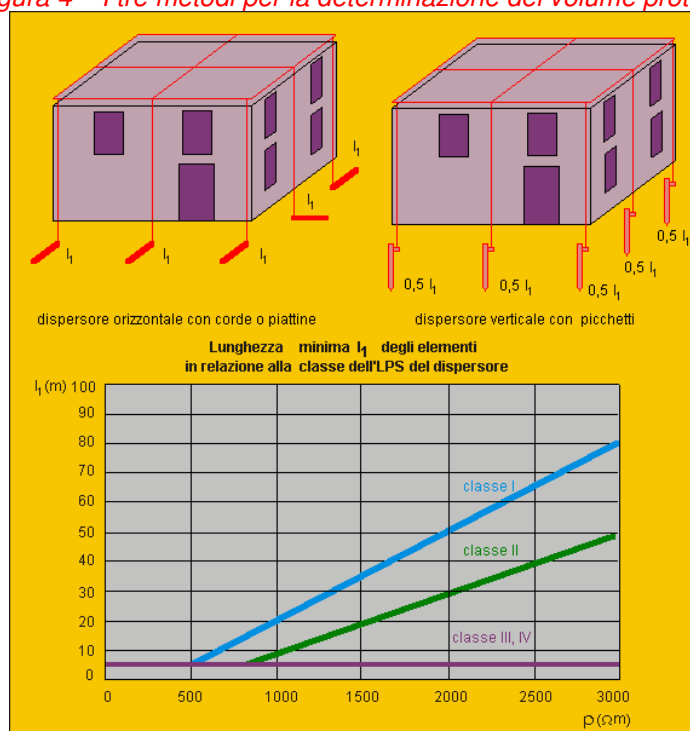 gura 4 – I tre metodi per la determinazione del volume prot
l₁
l₁
l₁ l₁ l₁
0,5 l₁
0,5 l₁
0,5 l₁ 0,5 l₁ 0,5 l₁
dispersore orizzontale con corde o piattine
dispersore verticale con picchetti
Lunghezza minima l₁ degli elementi
in relazione alla classe dell'LPS del dispersore
l₁ (m) 100
90
80
70
60
50
40
30
20
10
0
classe I
classe II
classe III, IV
0 500 1000 1500 2000 2500 3000
ρ (Ωm)